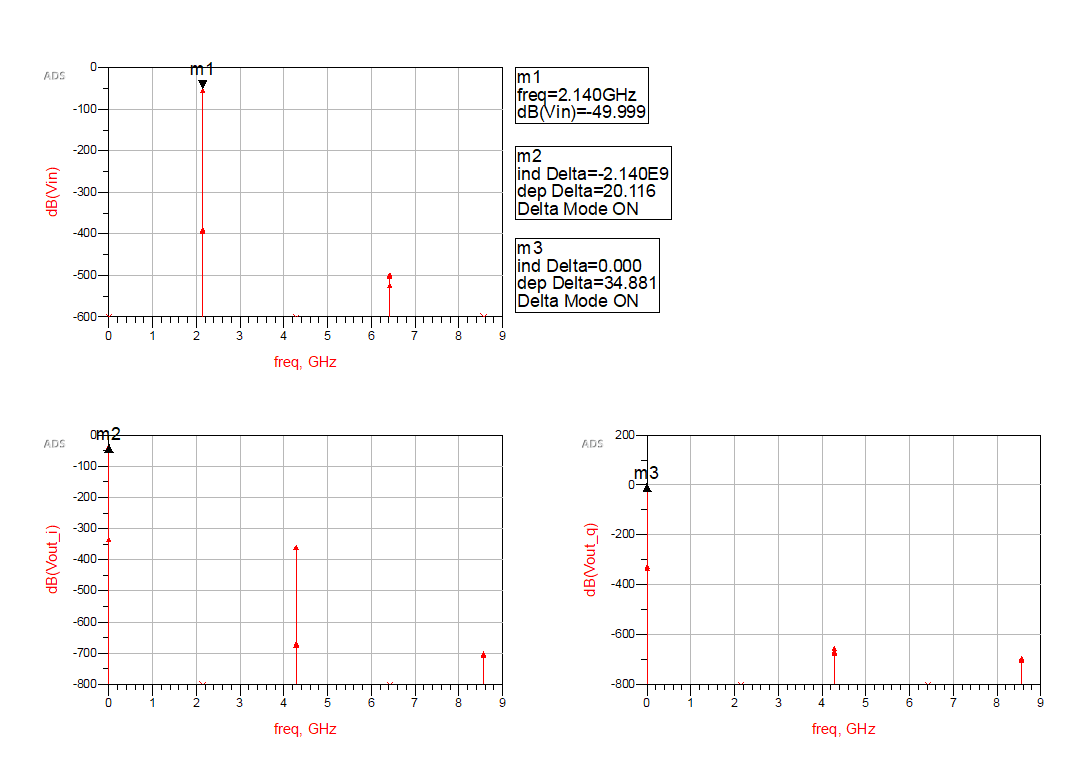 ADS
m1
0
-100
-200
-300
-400
-500
-600
dB(Vin)
0 1 2 3 4 5 6 7 8 9
freq, GHz
m1
freq=2.140GHz
dB(Vin)=-49.999
m2
ind Delta=-2.140E9
dep Delta=20.116
Delta Mode ON
m3
ind Delta=0.000
dep Delta=34.881
Delta Mode ON
ADS
m2
0
-100
-200
-300
-400
-500
-600
-700
-800
dB(Vout_i)
0 1 2 3 4 5 6 7 8 9
freq, GHz
ADS
m3
200
0
-200
-400
-600
-800
dB(Vout_q)
0 1 2 3 4 5 6 7 8 9
freq, GHz